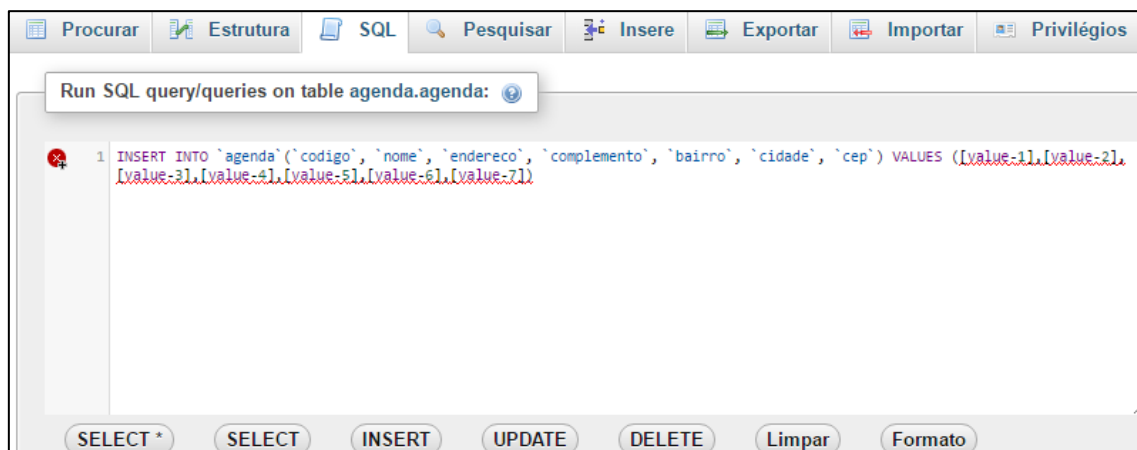 Procurar Estrutura SQL Pesquisar Insere Exportar Importar Privilégios
Run SQL query/queries on table agenda.agenda:
1 INSERT INTO `agenda`(`codigo`, `nome`, `endereco`, `complemento`, `bairro`, `cidade`, `cep`) VALUES ([value-1],[value-2],
[value-3],[value-4],[value-5],[value-6],[value-7])
SELECT * SELECT INSERT UPDATE DELETE Limpar Formato